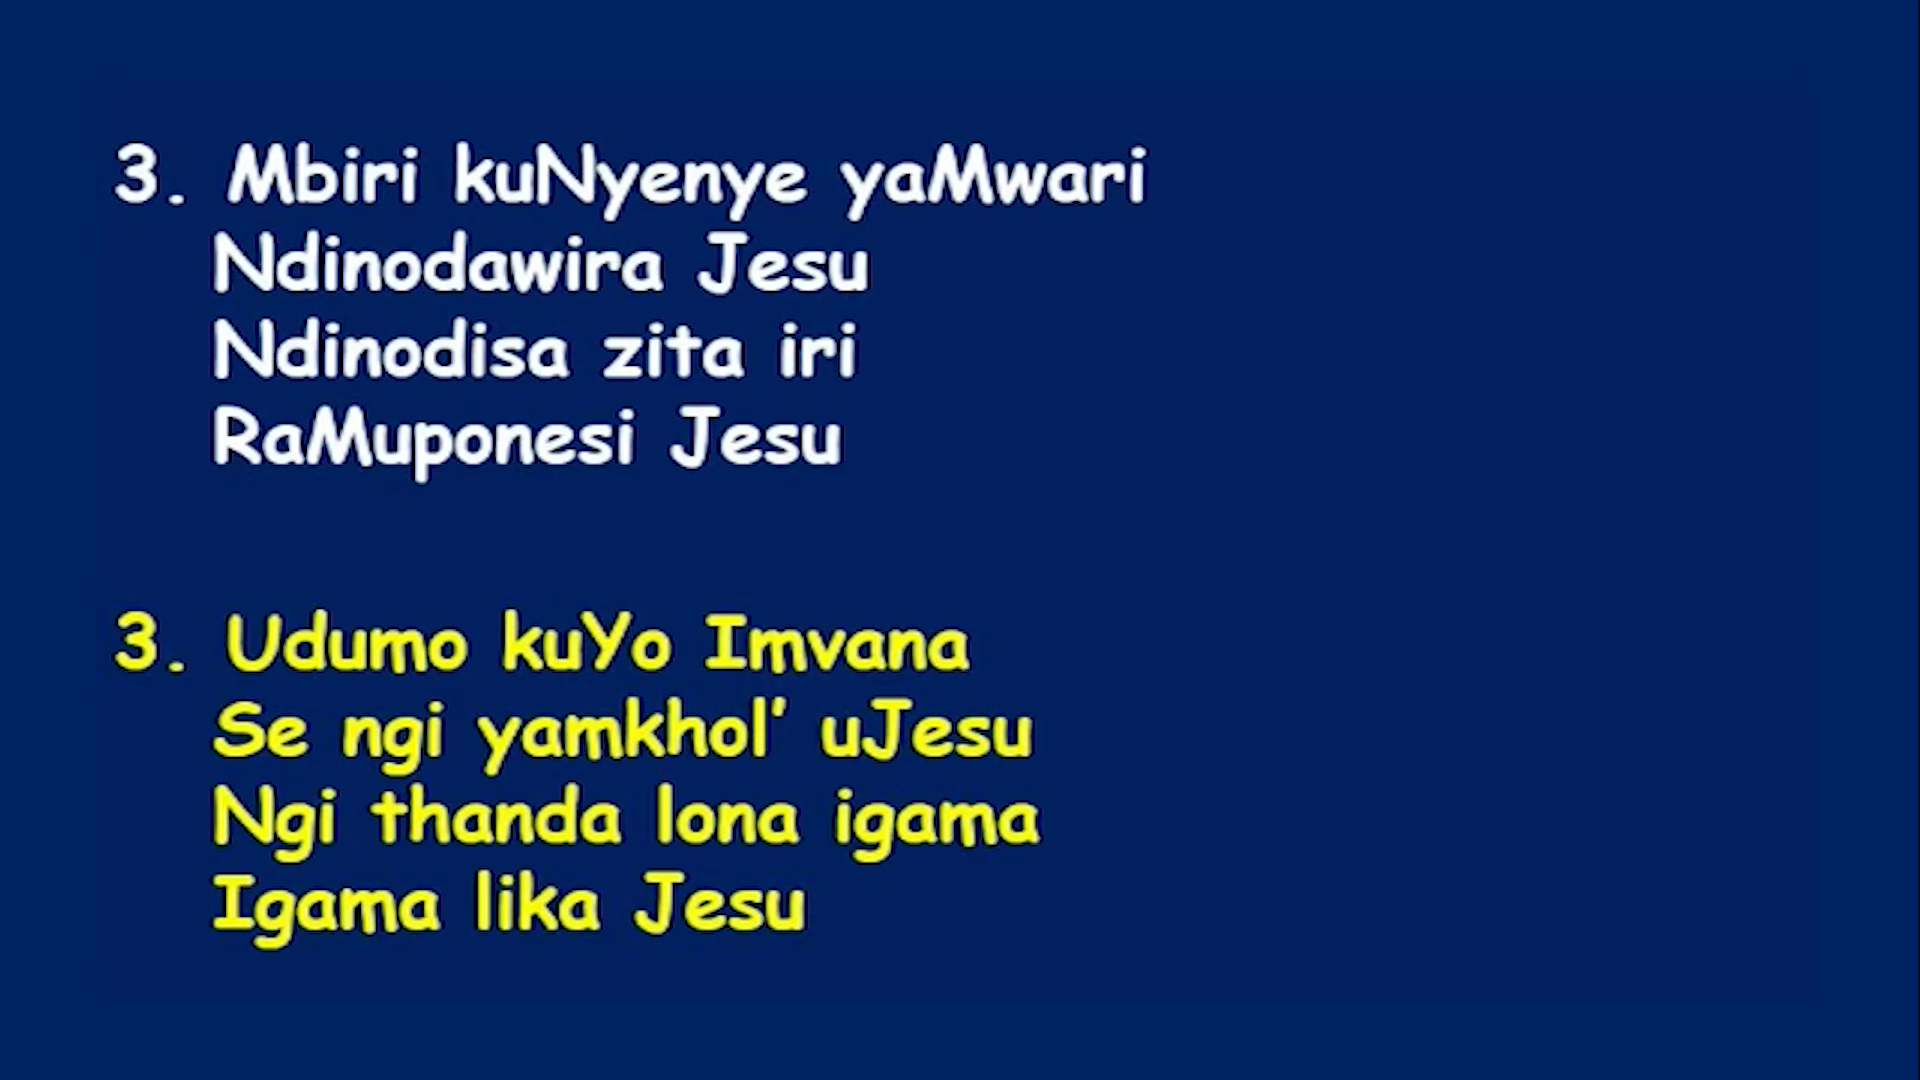 3. Mbiri kuNyenye yaMwari
Ndinodawira Jesu
Ndinodisa zita iri
RaMuponesi Jesu
3. Udumo kuYo Imvana
Se ngi yamkhol’ uJesu
Ngi thanda lona igama
Igama lika Jesu